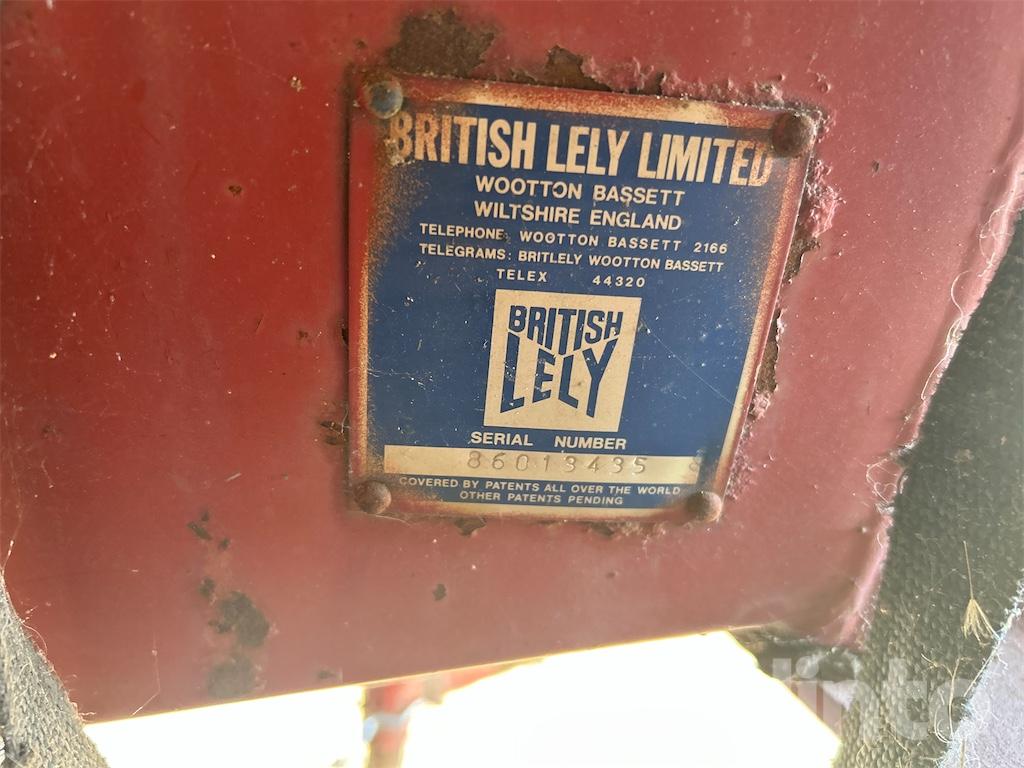 BRITISH LELY LIMITED
WOOTTON BASSETT
WILTSHIRE ENGLAND
TELEPHONE: WOOTTON BASSETT 2166
TELEGRAMS: BRITLELY WOOTTON BASSETT
TELEX 44320
BRITISH
LELY
SERIAL NUMBER
86013435
COVERED BY PATENTS ALL OVER THE WORLD
OTHER PATENTS PENDING